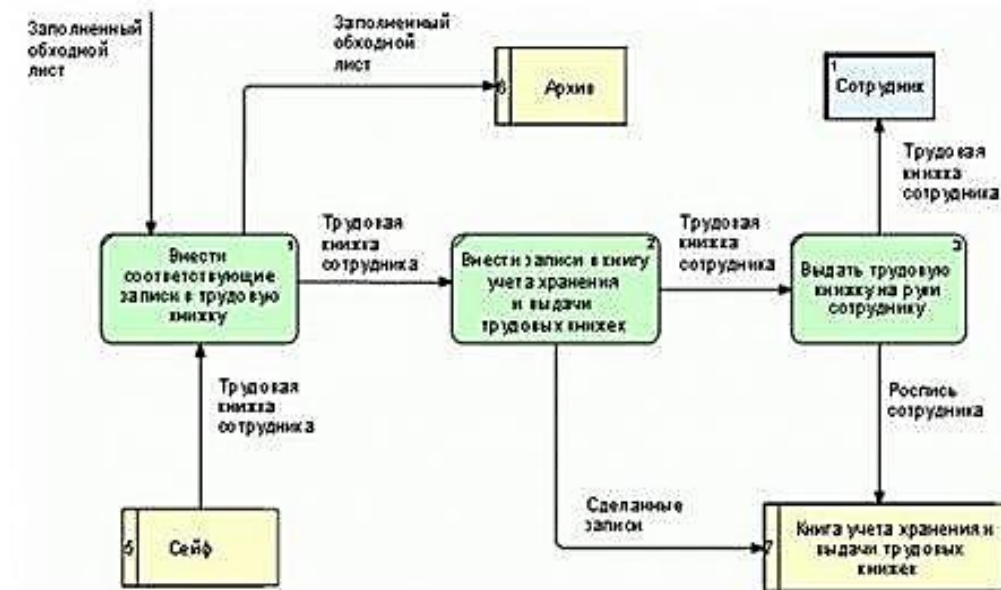 Заполненный
обходной
лист
Заполненный
обходной
лист
6
Архив
1
Сотрудник
Трудовая
книжка
сотрудника
1
Внести
соответствующие
записи в трудовую
книжку
Трудовая
книжка
сотрудника
2
Внести записи в книгу
учета хранения
и выдачи
трудовых книжек
Трудовая
книжка
сотрудника
3
Выдать трудовую
книжку на руки
сотруднику
Трудовая
книжка
сотрудника
Роспись
сотрудника
5
Сейф
Сделанные
записи
7
Книга учета хранения и
выдачи трудовых
книжек